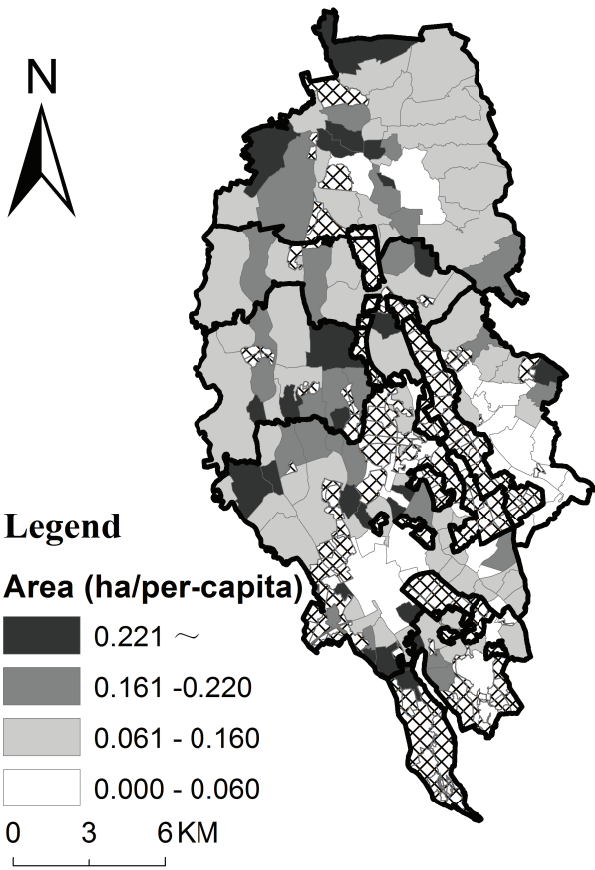 N
Legend
Area (ha/per-capita)
0.221 ～
0.161 -0.220
0.061 - 0.160
0.000 - 0.060
0 3 6 KM